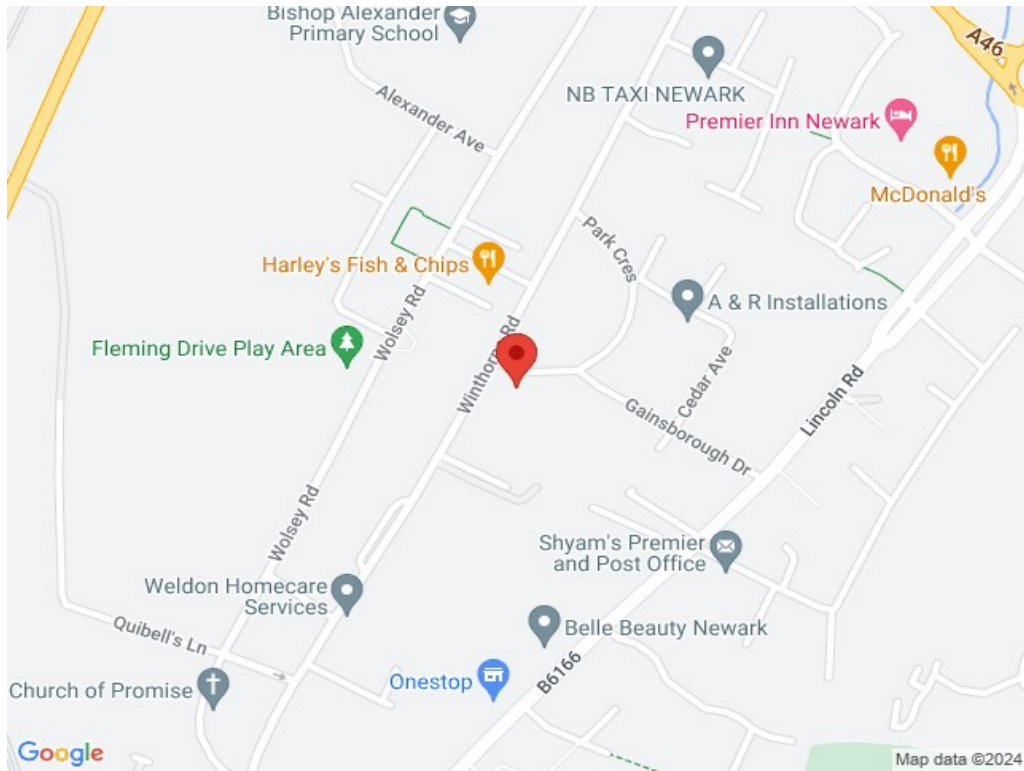 Bishop Alexander
Primary School
A46
NB TAXI NEWARK
Premier Inn Newark
Alexander Ave
McDonald's
Park Cres
Harley's Fish & Chips
A & R Installations
Wolsey Rd
Fleming Drive Play Area
Rd
Cedar Ave
Lincoln Rd
Gainsborough Dr
Wolsey Rd
Shyam's Premier
and Post Office
Weldon Homecare
Services
Quibell's Ln
Belle Beauty Newark
Church of Promise
Onestop
B6166
Google
Map data ©2024